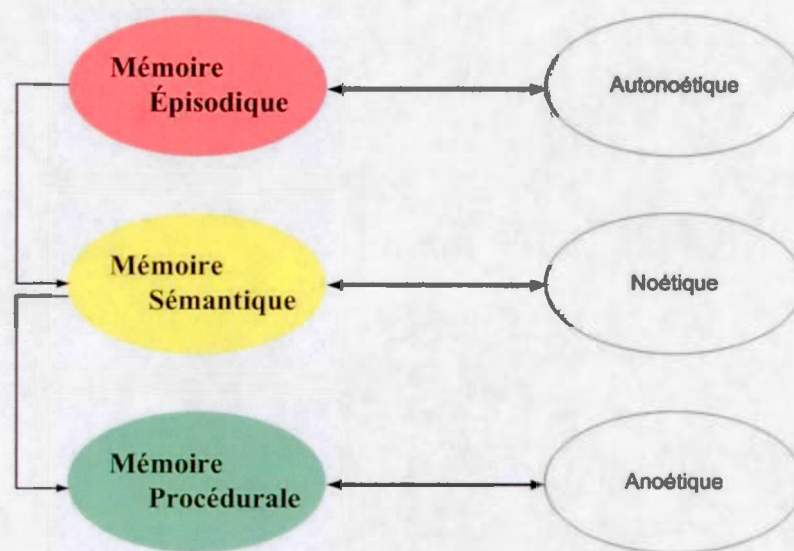 Mémoire
Épisodique
Autonoétique
Mémoire
Sémantique
Noétique
Mémoire
Procédurale
Anoétique